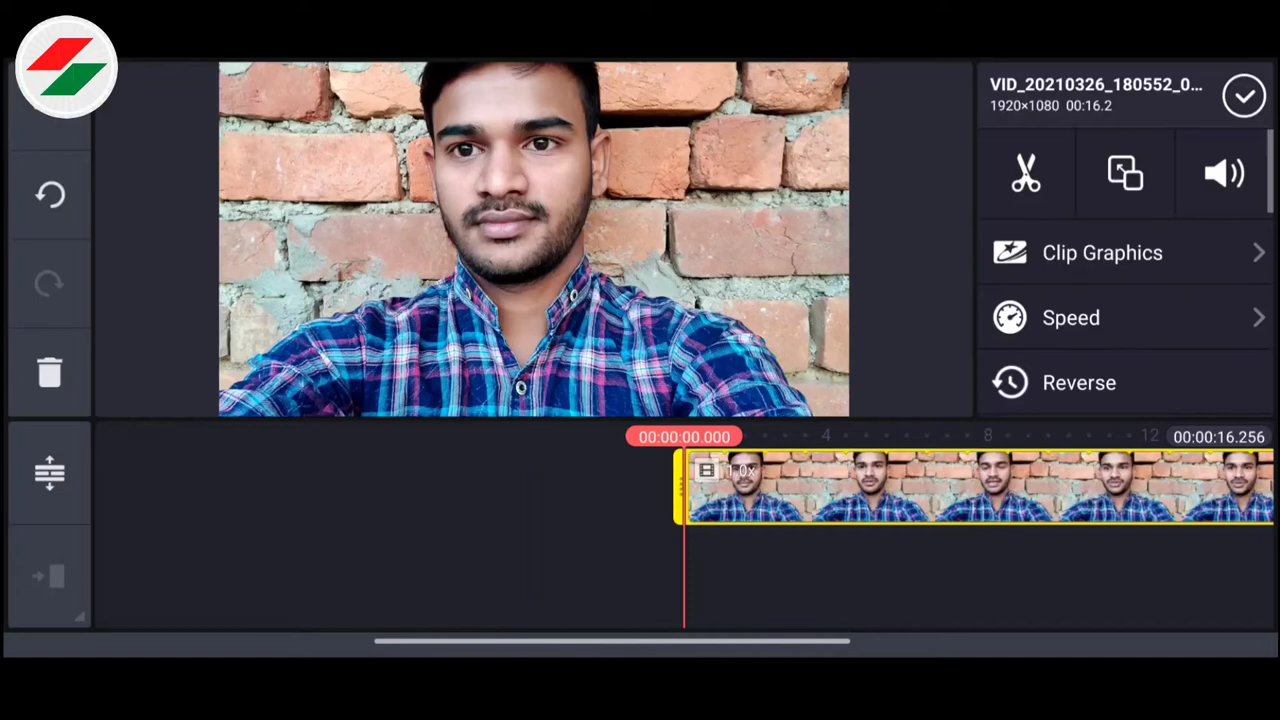 VID_20210326_180552_0...
1920×1080 00:16.2
Clip Graphics
Speed
Reverse
00:00:00.000
4
8
12
00:00:16.256
1.0x